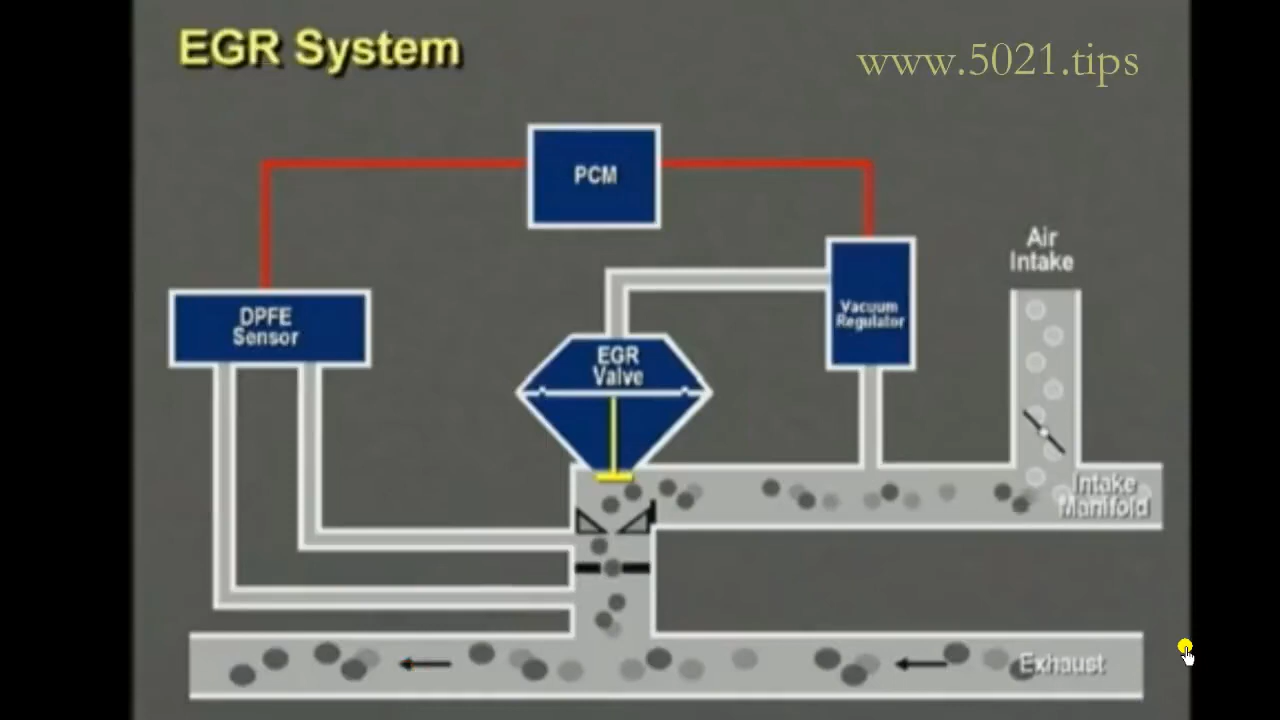 EGR System
www.5021.tips
PCM
Air
Intake
DPFE
Sensor
Vacuum
Regulator
EGR
Valve
Intake
Manifold
Exhaust